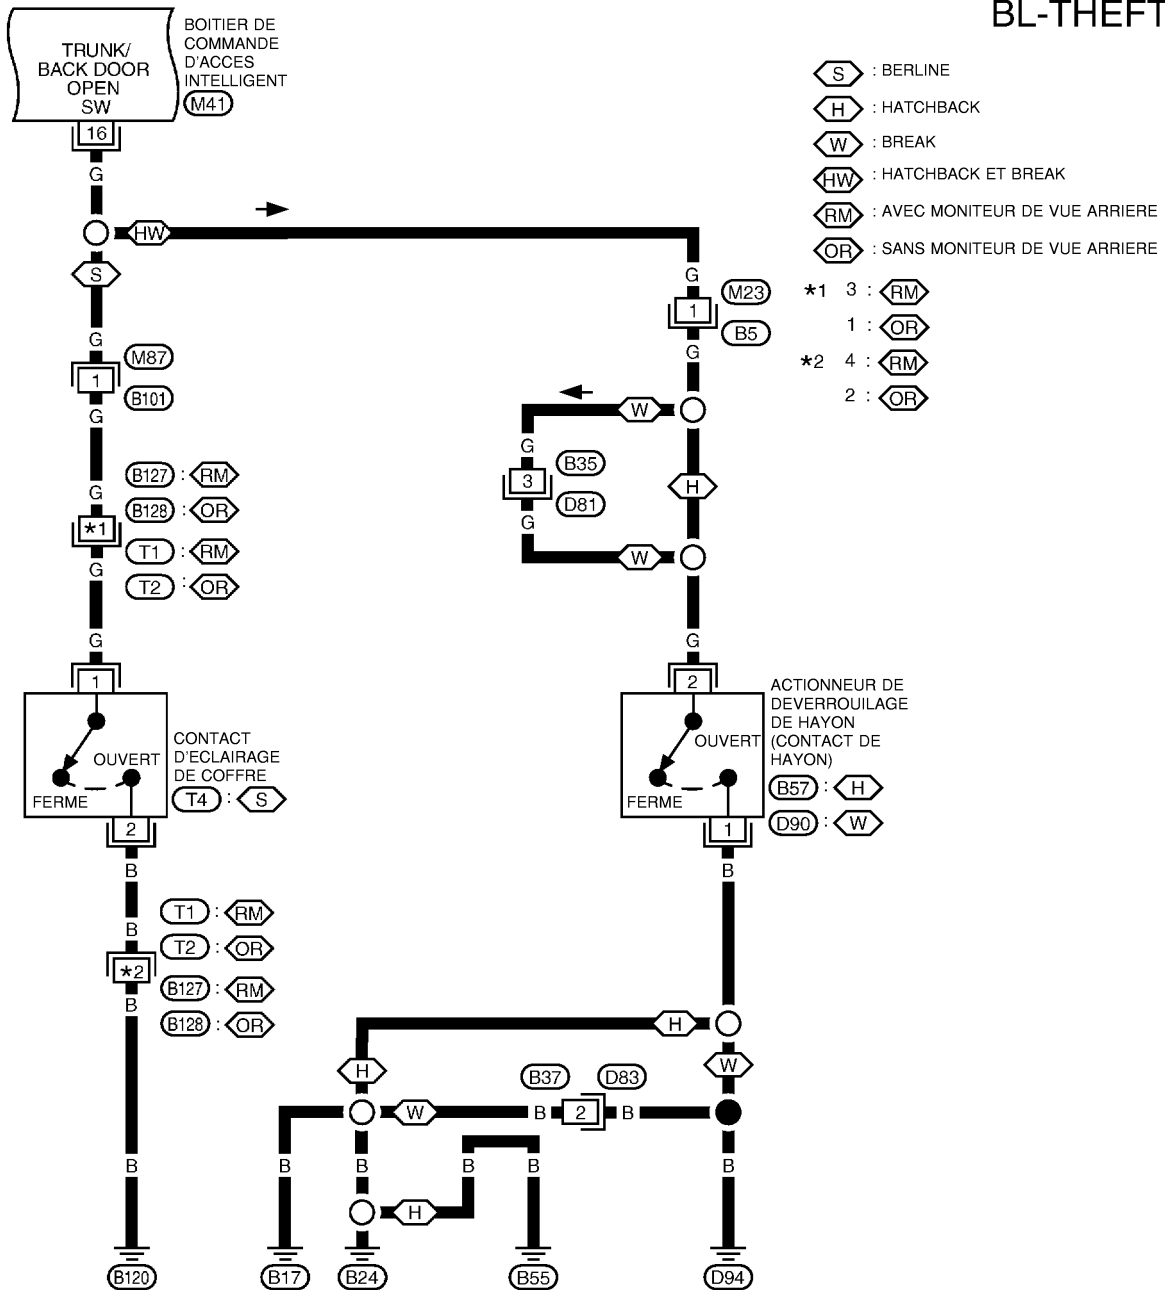 BL-THEFT
TRUNK/
BACK DOOR
OPEN
SW
BOITIER DE
COMMANDE
D'ACCES
INTELLIGENT
M41
16
S : BERLINE
H : HATCHBACK
W : BREAK
HW : HATCHBACK ET BREAK
RM : AVEC MONITEUR DE VUE ARRIERE
OR : SANS MONITEUR DE VUE ARRIERE
*1 3 : RM
1 : OR
*2 4 : RM
2 : OR
G
HW
S
G
1
M87
B101
G
G
*1
B127 : RM
B128 : OR
T1 : RM
T2 : OR
G
G
1
OUVERT
FERME
CONTACT
D'ECLAIRAGE
DE COFFRE
T4 : S
2
B
B
*2
T1 : RM
T2 : OR
B127 : RM
B128 : OR
B
B
B120
G
1
M23
B5
G
W
G
3
B35
D81
G
H
W
G
2
OUVERT
FERME
ACTIONNEUR DE
DEVERROUILAGE
DE HAYON
(CONTACT DE
HAYON)
B57 : H
D90 : W
1
B
H
H
W
B37
D83
W
B
2
B
B
B
B
B
B
H
B17
B24
B55
D94